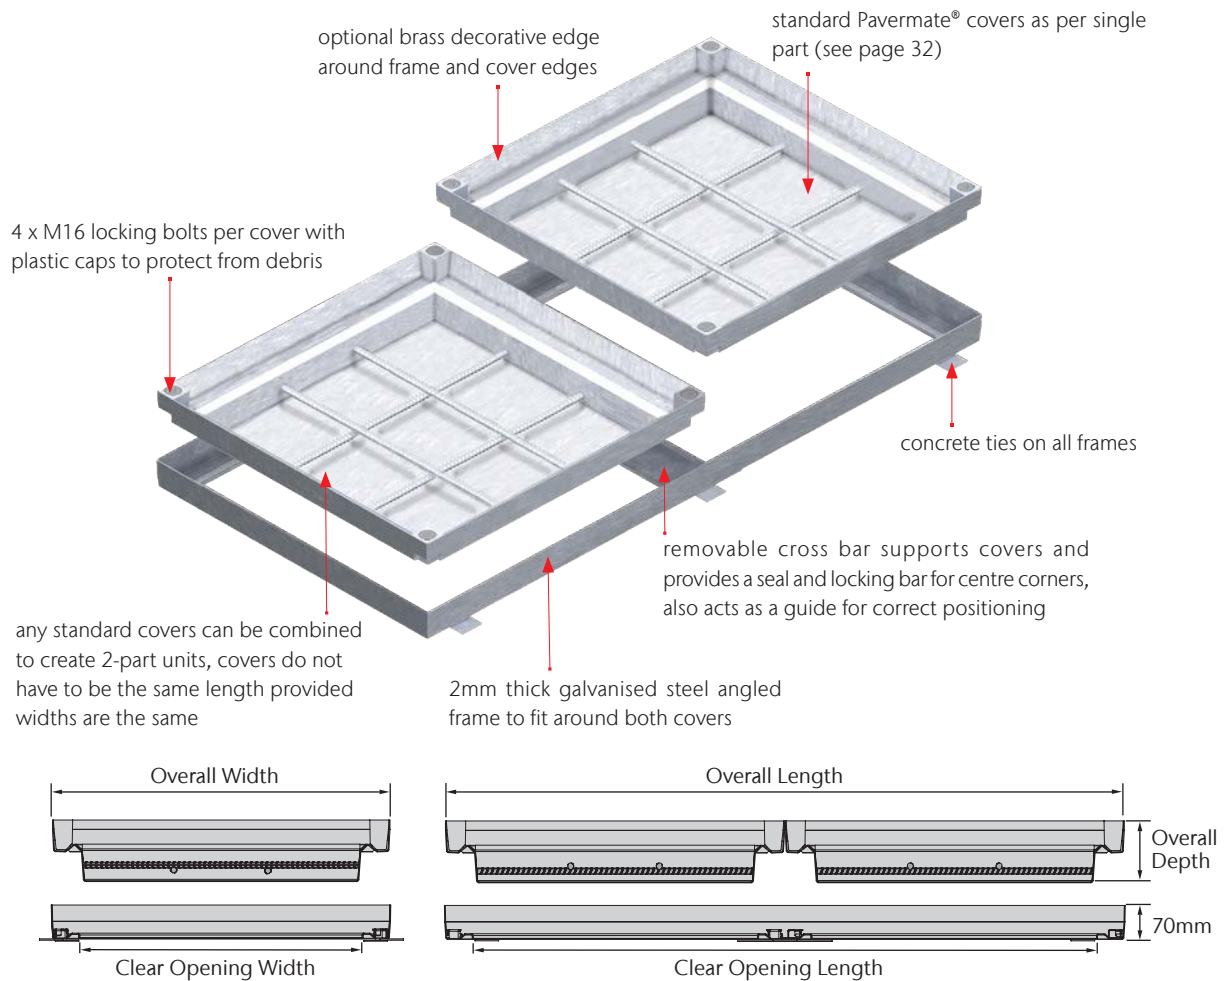 optional brass decorative edge
around frame and cover edges
standard Pavermate® covers as per single
part (see page 32)
4 x M16 locking bolts per cover with
plastic caps to protect from debris
concrete ties on all frames
removable cross bar supports covers and
provides a seal and locking bar for centre corners,
also acts as a guide for correct positioning
any standard covers can be combined
to create 2-part units, covers do not
have to be the same length provided
widths are the same
2mm thick galvanised steel angled
frame to fit around both covers
Overall Width
Overall Length
Overall
Depth
70mm
Clear Opening Width
Clear Opening Length